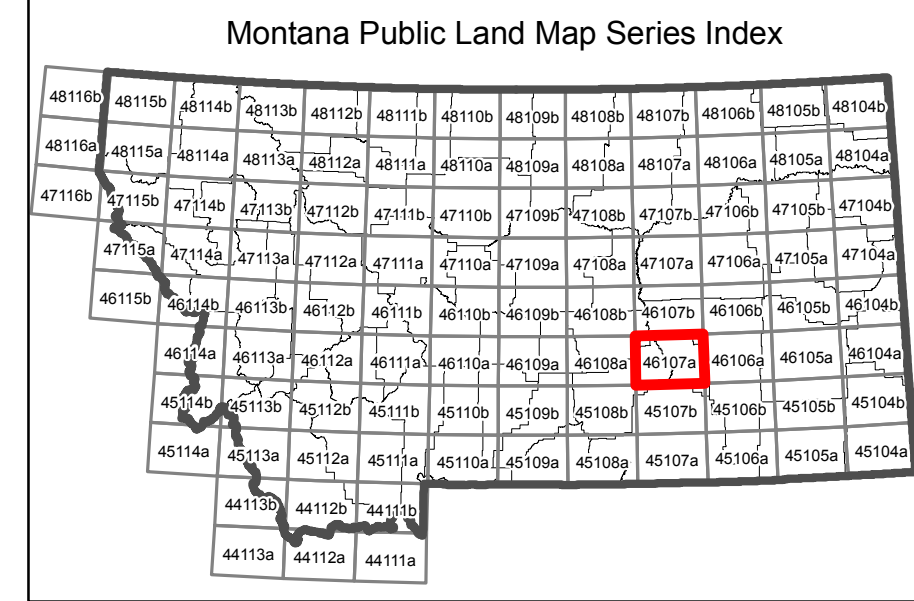 Montana Public Land Map Series Index
48116b 48115b 48114b 48113b 48112b 48111b 48110b 48109b 48108b 48107b 48106b 48105b 48104b
48116a 48115a 48114a 48113a 48112a 48111a 48110a 48109a 48108a 48107a 48106a 48105a 48104a
47116b 47115b 47114b 47113b 47112b 47111b 47110b 47109b 47108b 47107b 47106b 47105b 47104b
47115a 47114a 47113a 47112a 47111a 47110a 47109a 47108a 47107a 47106a 47105a 47104a
46115b 46114b 46113b 46112b 46111b 46110b 46109b 46108b 46107b 46106b 46105b 46104b
46114a 46113a 46112a 46111a 46110a 46109a 46108a 46107a 46106a 46105a 46104a
45114b 45113b 45112b 45111b 45110b 45109b 45108b 45107b 45106b 45105b 45104b
45114a 45113a 45112a 45111a 45110a 45109a 45108a 45107a 45106a 45105a 45104a
44113b 44112b 44111b
44113a 44112a 44111a